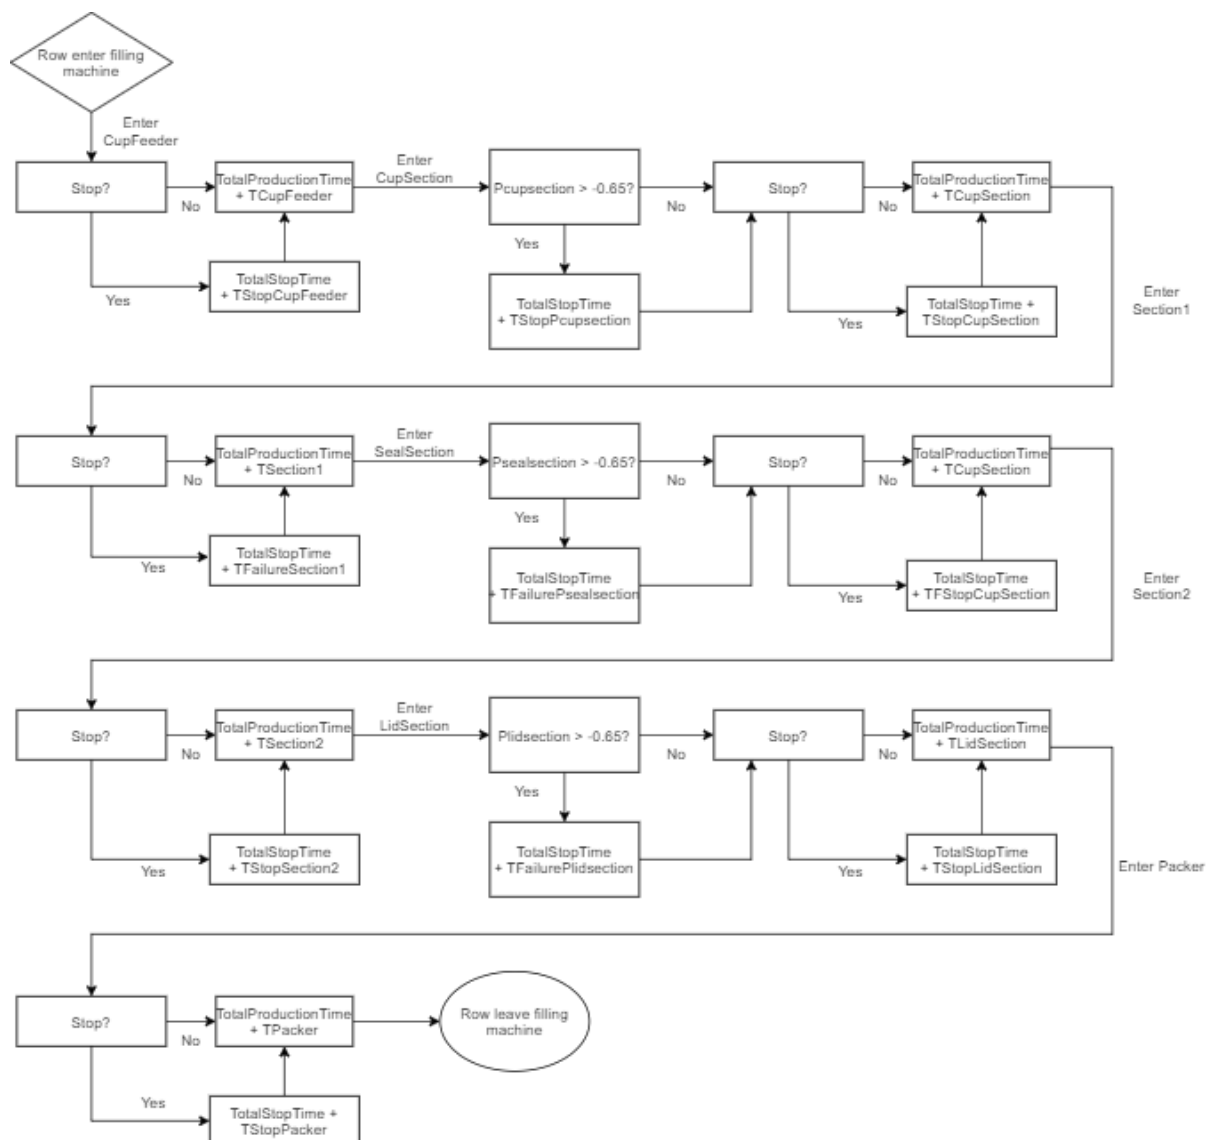 Row enter filling
machine
Enter
CupFeeder
Stop?
No
Yes
TotalProductionTime
+ TCupFeeder
TotalStopTime
+ TStopCupFeeder
Enter
CupSection
Pcupsection > -0.65?
No
Yes
TotalStopTime
+ TStopPcupsection
Stop?
No
Yes
TotalProductionTime
+ TCupSection
TotalStopTime +
TStopCupSection
Enter
Section1
Stop?
No
Yes
TotalProductionTime
+ TSection1
TotalStopTime
+ TFailureSection1
Enter
SealSection
Psealsection > -0.65?
No
Yes
TotalStopTime
+ TFailurePsealsection
Stop?
No
Yes
TotalProductionTime
+ TCupSection
TotalStopTime
+ TFStopCupSection
Enter
Section2
Stop?
No
Yes
TotalProductionTime
+ TSection2
TotalStopTime
+ TStopSection2
Enter
LidSection
Plidsection > -0.65?
No
Yes
TotalStopTime
+ TFailurePlidsection
Stop?
No
Yes
TotalProductionTime
+ TLidSection
TotalStopTime
+ TStopLidSection
Enter Packer
Stop?
No
Yes
TotalProductionTime
+ TPacker
TotalStopTime +
TStopPacker
Row leave filling
machine